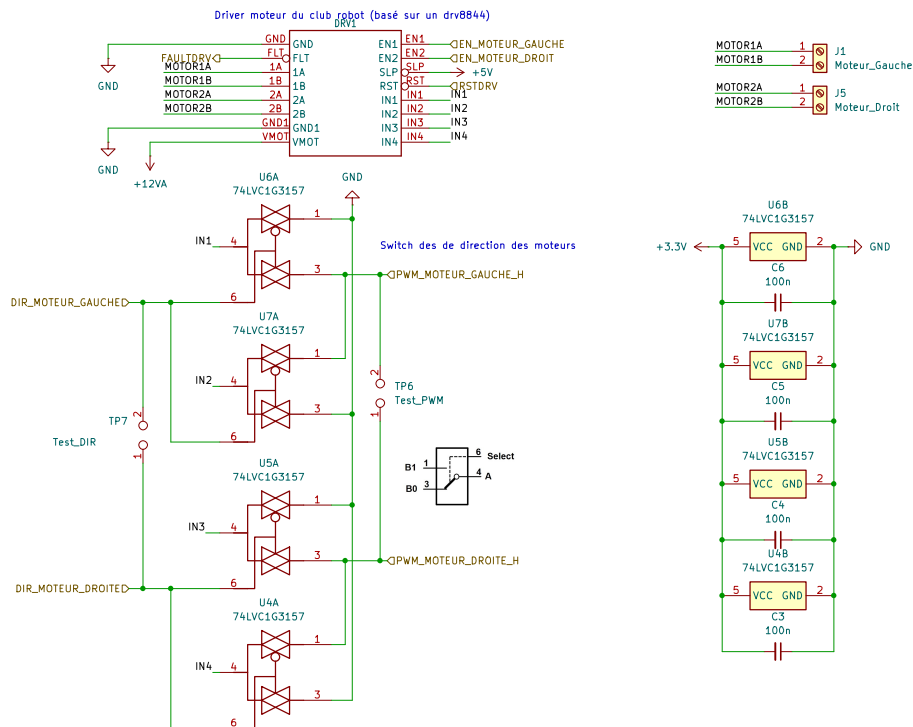 Driver moteur du club robot (basé sur un drv8844)
DRV1
GND GND
FAULTDRV FLT FLT
MOTOR1A 1A 1A
MOTOR1B 1B 1B
MOTOR2A 2A 2A
MOTOR2B 2B 2B
GND1 GND1
VMOT VMOT
EN1 EN1 EN_MOTEUR_GAUCHE
EN2 EN2 EN_MOTEUR_DROIT
SLP SLP +5V
RST RST RSTDRV
IN1 IN1 IN1
IN2 IN2 IN2
IN3 IN3 IN3
IN4 IN4 IN4
GND
GND
+12VA
MOTOR1A 1 J1
MOTOR1B 2 Moteur_Gauche
MOTOR2A 1 J5
MOTOR2B 2 Moteur_Droit
U6A
74LVC1G3157
GND
1
IN1 4
Switch des de direction des moteurs
3 PWM_MOTEUR_GAUCHE_H
DIR_MOTEUR_GAUCHE 6
U7A
74LVC1G3157
1
IN2 4
3
6
2 TP6
1 Test_PWM
TP7 2
Test_DIR 1
U5A
74LVC1G3157
1
IN3 4
3 PWM_MOTEUR_DROITE_H
DIR_MOTEUR_DROITE 6
U4A
74LVC1G3157
1
IN4 4
3
6
6 Select
B1 1
4 A
B0 3
U6B
74LVC1G3157
+3.3V 5 VCC GND 2 GND
C6
100n
U7B
74LVC1G3157
5 VCC GND 2
C5
100n
U5B
74LVC1G3157
5 VCC GND 2
C4
100n
U4B
74LVC1G3157
5 VCC GND 2
C3
100n